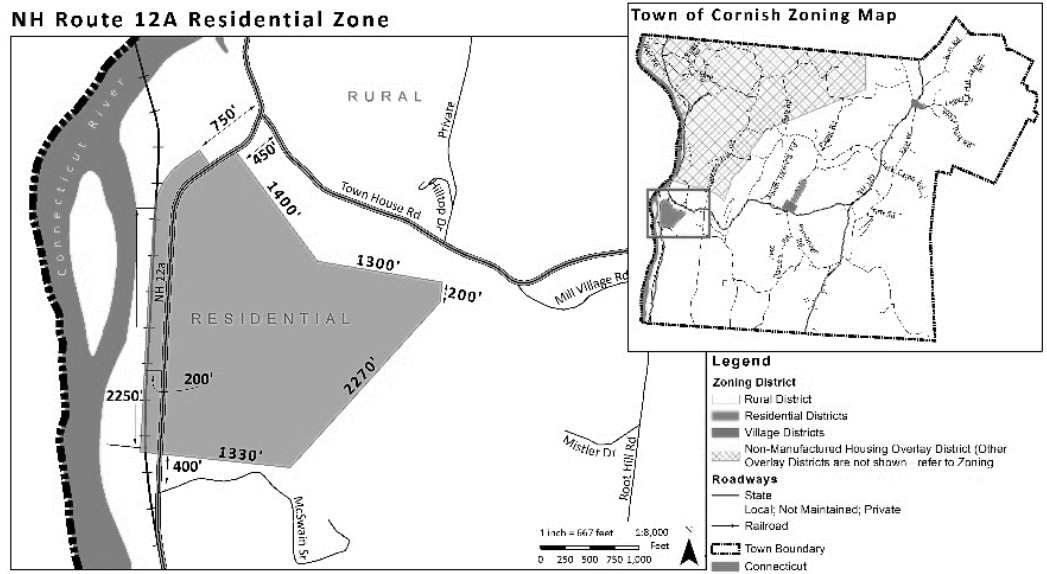 NH Route 12A Residential Zone
Connecticut River
RURAL
Private
750'
450'
1400'
Town House Rd
Hilltop Dr
1300'
200'
Mill Village Rd
NH 12a
RESIDENTIAL
2270'
200'
2250'
1330'
400'
McSwain Sr
Mistler Dr
Root Hill Rd
1 inch = 667 feet 1:8,000
Feet
0 250 500 750 1,000
N
Town of Cornish Zoning Map
Legend
Zoning District
Rural District
Residential Districts
Village Districts
Non-Manufactured Housing Overlay District (Other
Overlay Districts are not shown - refer to Zoning
Roadways
State
Local; Not Maintained; Private
Railroad
Town Boundary
Connecticut